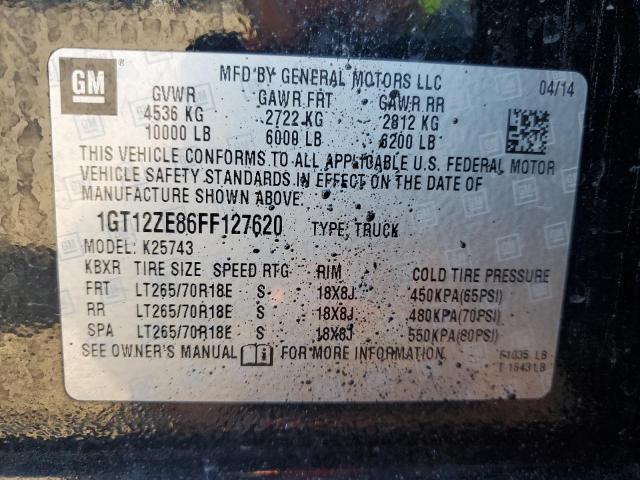 GM
MFD BY GENERAL MOTORS LLC
04/14
GVWR GAWR FRT GAWR RR
4536 KG 2722 KG 2812 KG
10000 LB 6000 LB 6200 LB
THIS VEHICLE CONFORMS TO ALL APPLICABLE U.S. FEDERAL MOTOR
VEHICLE SAFETY STANDARDS IN EFFECT ON THE DATE OF
MANUFACTURE SHOWN ABOVE.
1GT12ZE86FF127620 TYPE: TRUCK
MODEL: K25743
KBXR TIRE SIZE SPEED RTG RIM COLD TIRE PRESSURE
FRT LT265/70R18E S 18X8J 450KPA(65PSI)
RR LT265/70R18E S 18X8J 480KPA(70PSI)
SPA LT265/70R18E S 18X8J 550KPA(80PSI)
SEE OWNER'S MANUAL FOR MORE INFORMATION
LB
T 1543LB